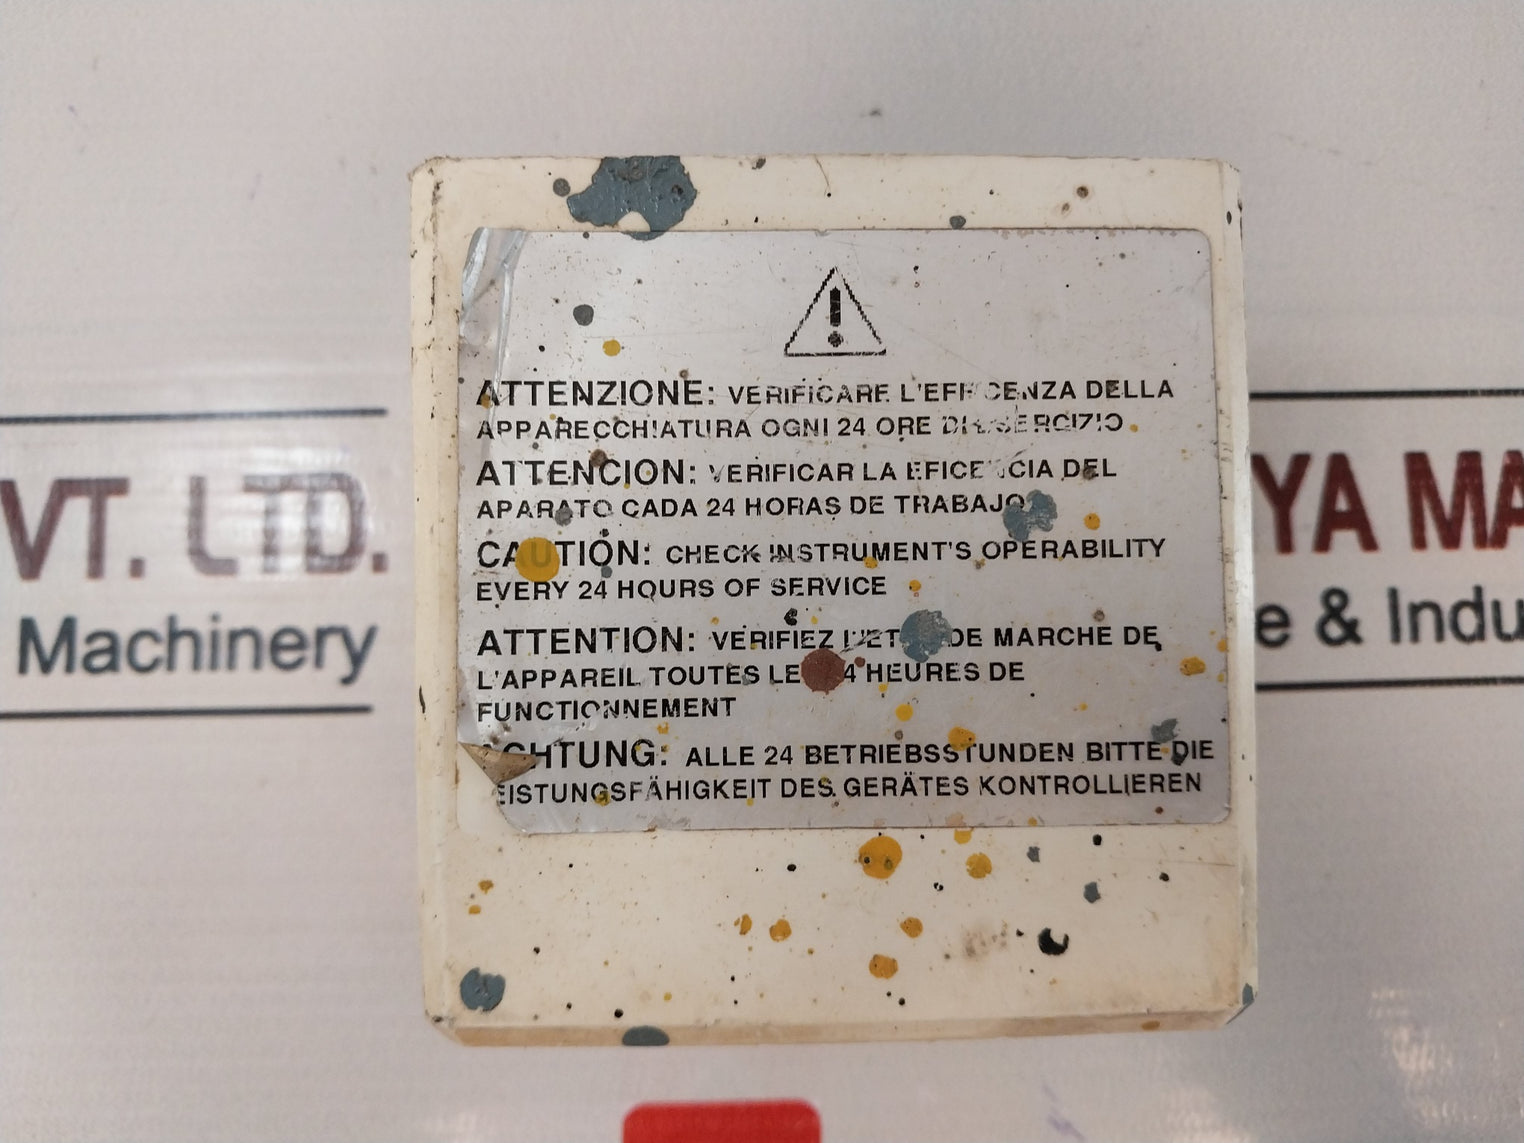 ATTENZIONE: VERIFICARE L'EFFICENZA DELLA
APPARECCHIATURA OGNI 24 ORE DI ESERCIZIO
ATTENCION: VERIFICAR LA EFICENCIA DEL
APARATO CADA 24 HORAS DE TRABAJO
CAUTION: CHECK INSTRUMENT'S OPERABILITY
EVERY 24 HOURS OF SERVICE
ATTENTION: VERIFIEZ L'ETAT DE MARCHE DE
L'APPAREIL TOUTES LES 24 HEURES DE
FUNCTIONNEMENT
ACHTUNG: ALLE 24 BETRIEBSSTUNDEN BITTE DIE
LEISTUNGSFÄHIGKEIT DES GERÄTES KONTROLLIEREN
VT. LTD.
Machinery
YA MA
e & Indu